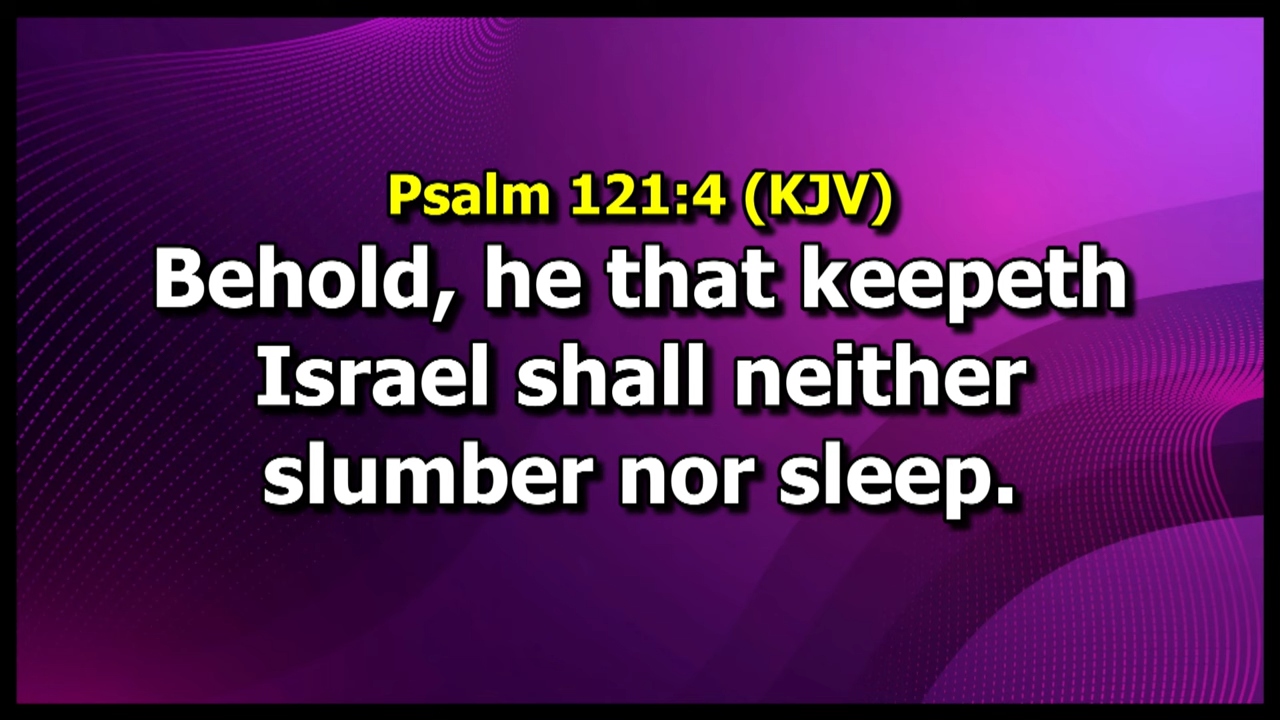 Psalm 121:4 (KJV)
Behold, he that keepeth
Israel shall neither
slumber nor sleep.